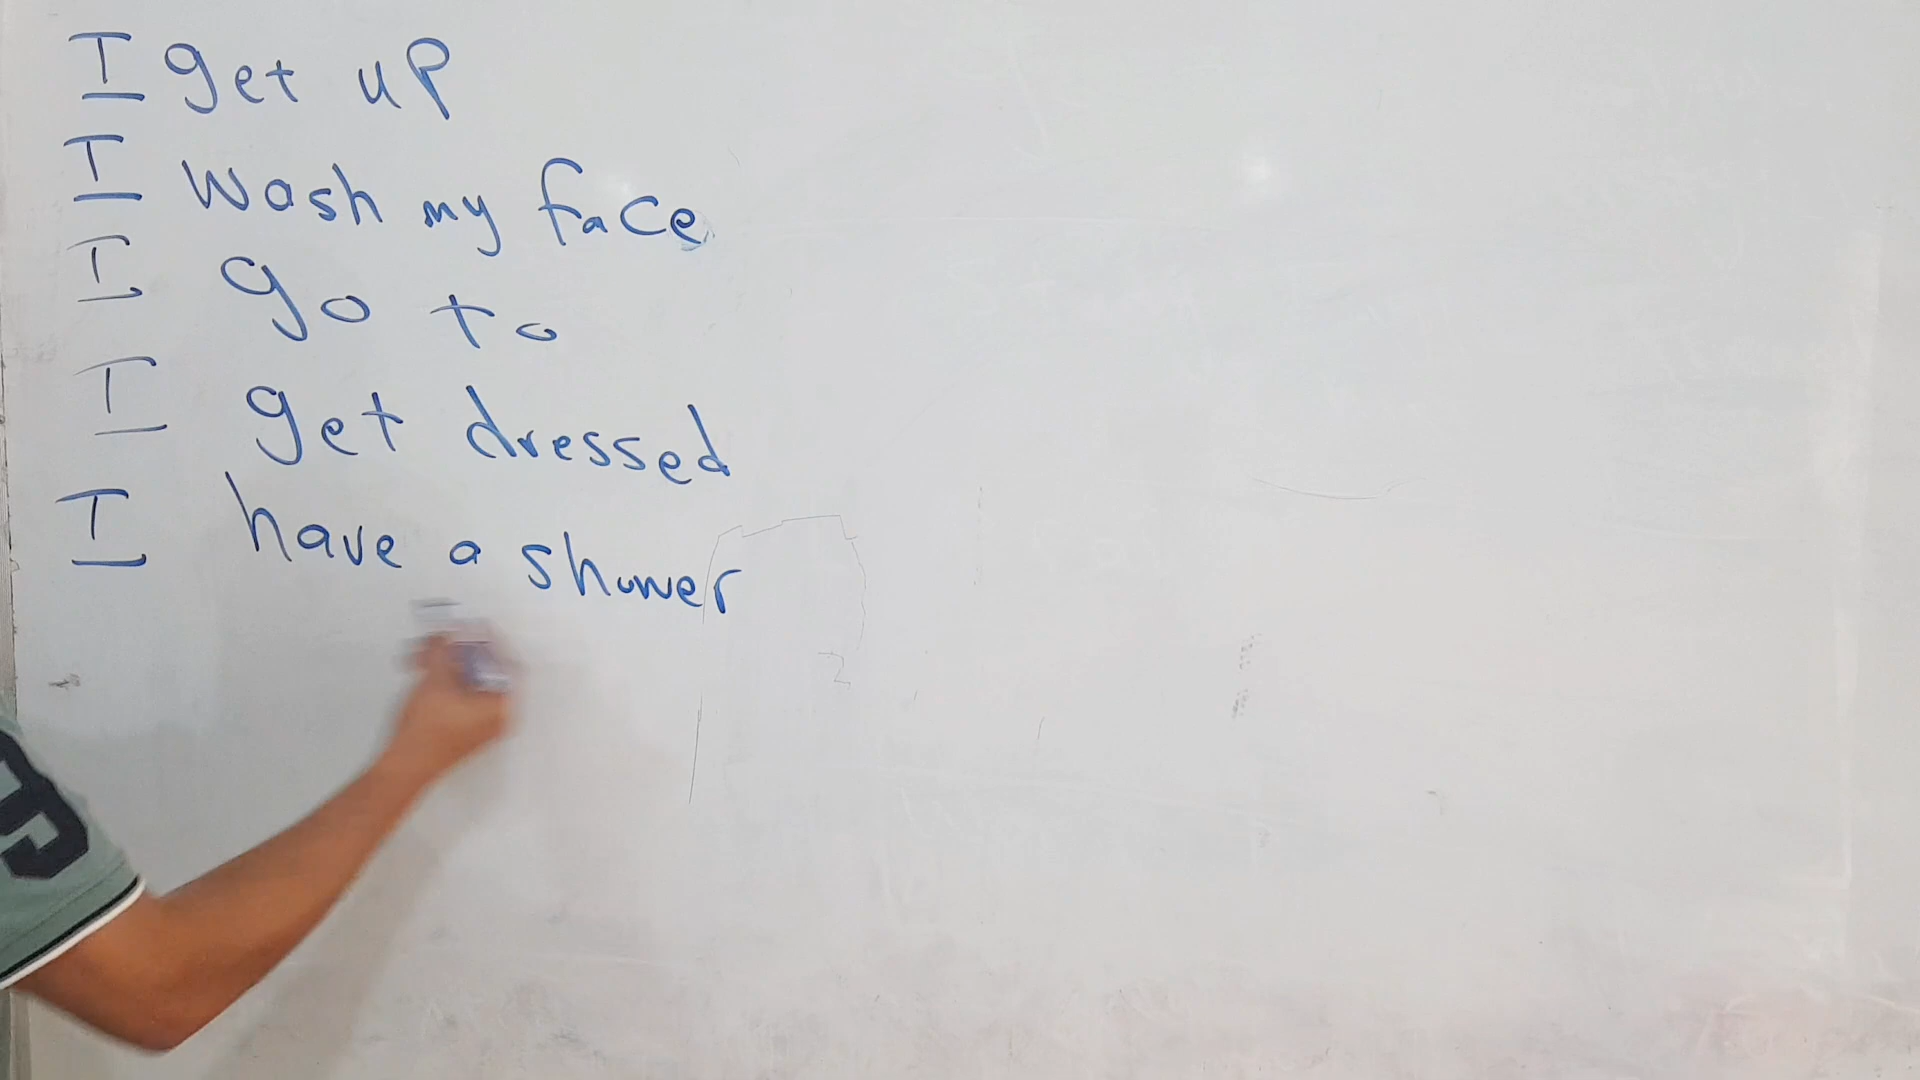 I get up
I wash my face
I go to
I get dressed
I have a shower